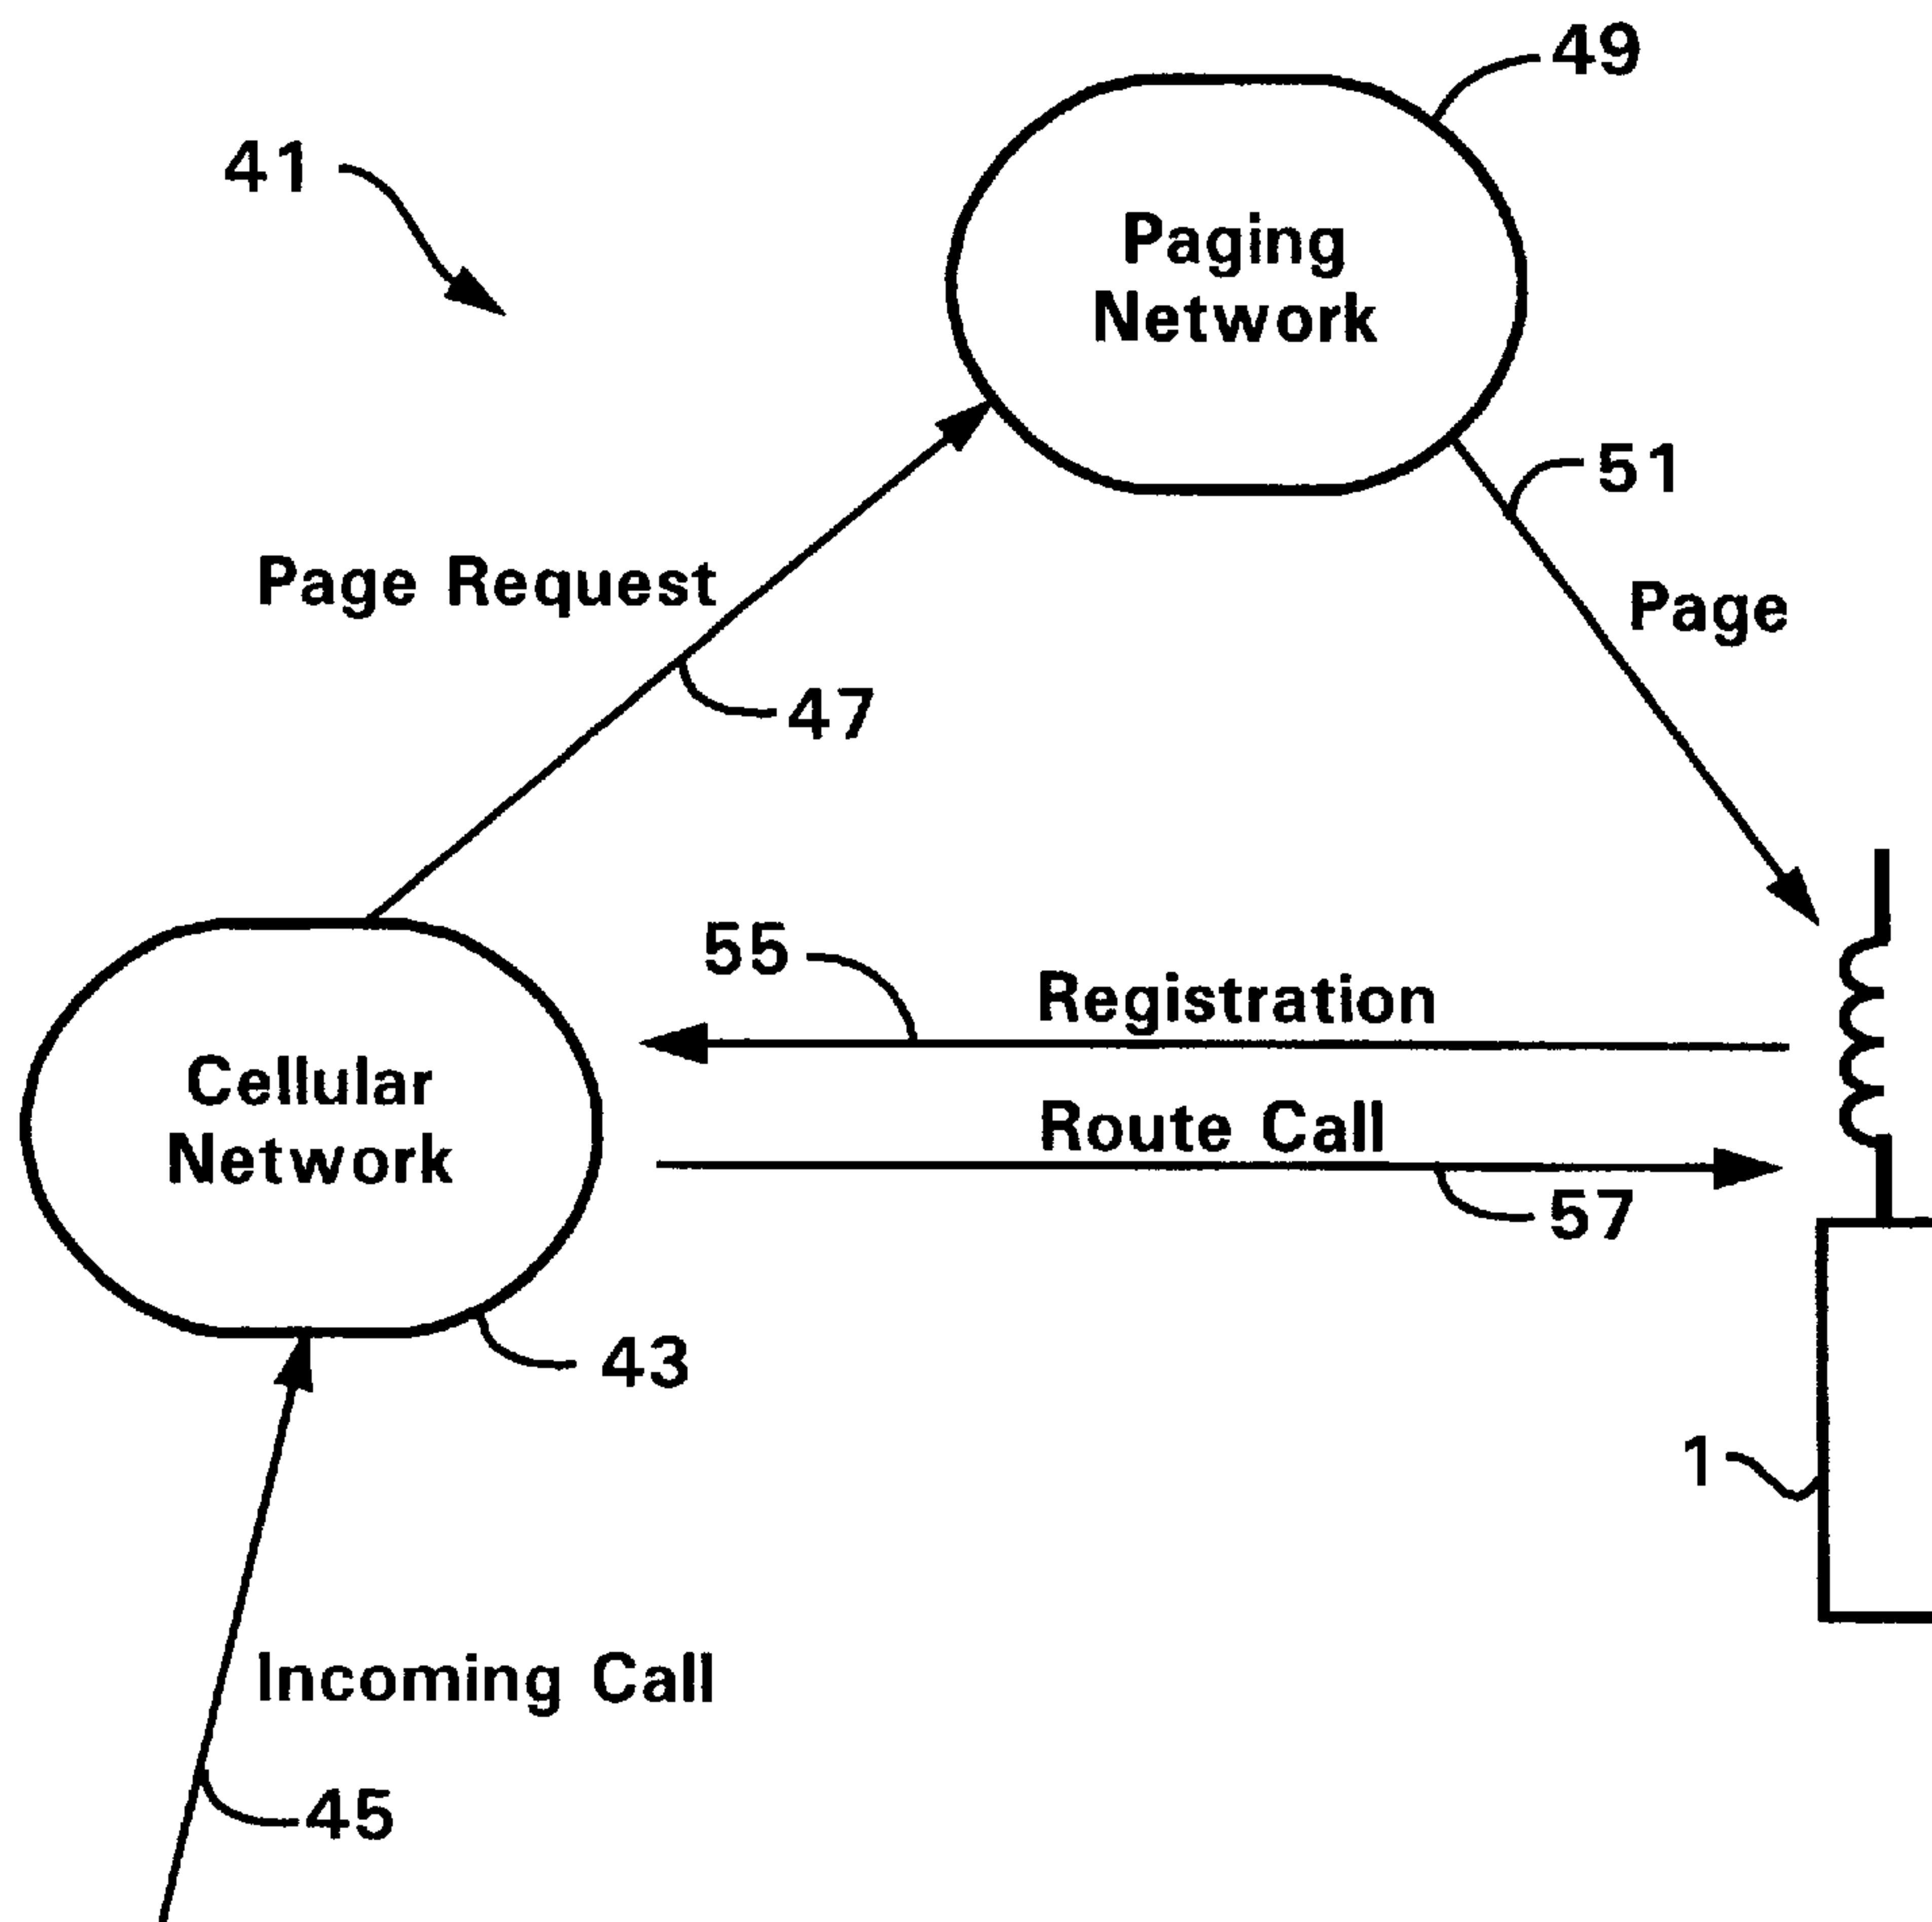 49
41
Paging
Network
51
Page Request
Page
47
55
Registration
Cellular
Network
Route Call
57
43
1
Incoming Call
45